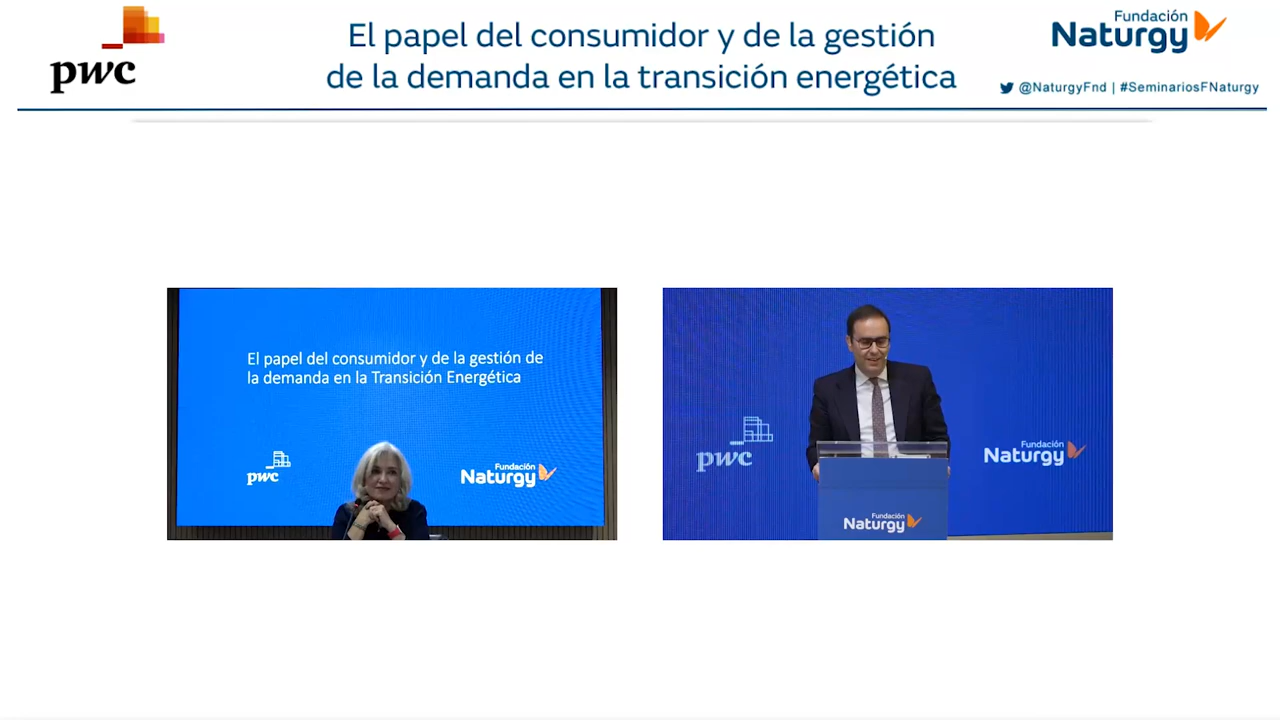 pwc
El papel del consumidor y de la gestión
de la demanda en la transición energética
Fundación
Naturgy
@NaturgyFnd | #SeminariosFNaturgy
El papel del consumidor y de la gestión de
la demanda en la Transición Energética
pwc
Fundación
Naturgy
pwc
Fundación
Naturgy
Fundación
Naturgy